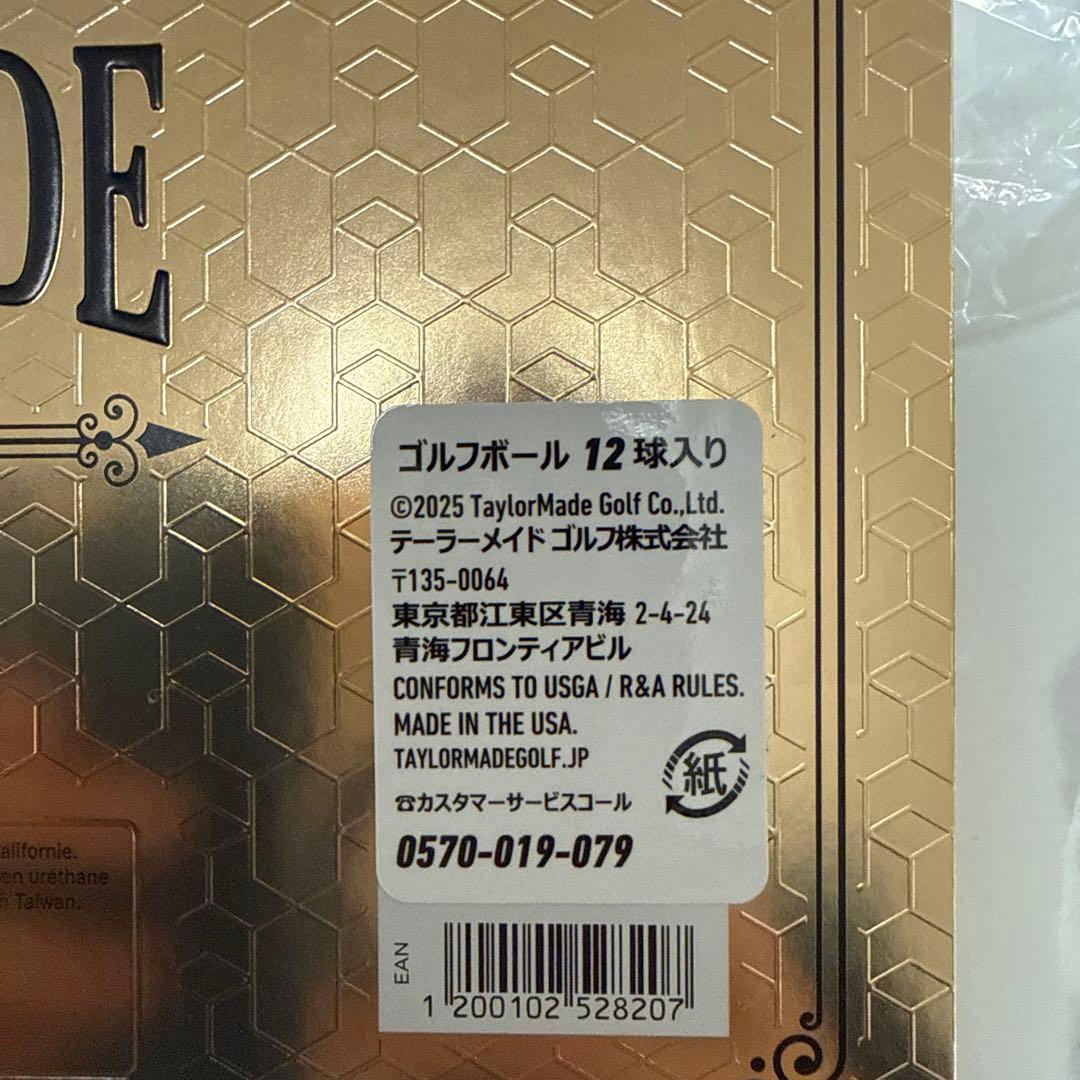 DE
ゴルフボール 12 球入り
©2025 TaylorMade Golf Co.,Ltd.
テーラーメイド ゴルフ株式会社
〒135-0064
東京都江東区青海 2-4-24
青海フロンティアビル
CONFORMS TO USGA / R&A RULES.
MADE IN THE USA.
TAYLORMADEGOLF.JP
紙
☎カスタマーサービスコール
0570-019-079
alifornie.
en uréthane
n Taiwan.
EAN
1 200102 528207